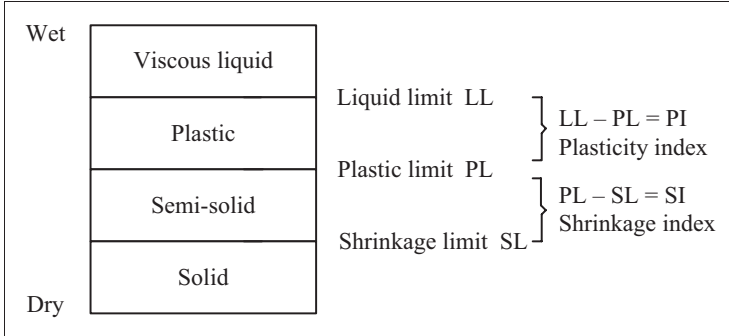 Wet
Viscous liquid
Liquid limit LL
LL – PL = PI
Plasticity index
Plastic
Plastic limit PL
PL – SL = SI
Shrinkage index
Semi-solid
Shrinkage limit SL
Solid
Dry